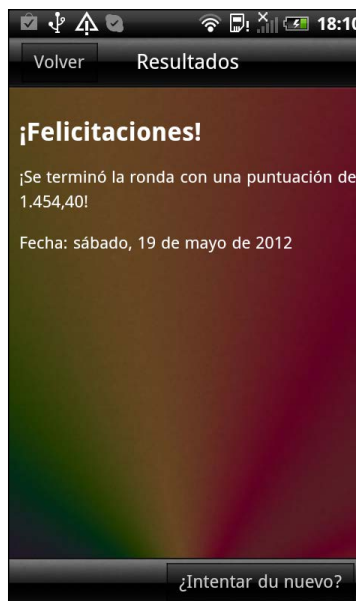 18:10
Volver Resultados
¡Felicitaciones!
¡Se terminó la ronda con una puntuación de
1.454,40!
Fecha: sábado, 19 de mayo de 2012
¿Intentar du nuevo?